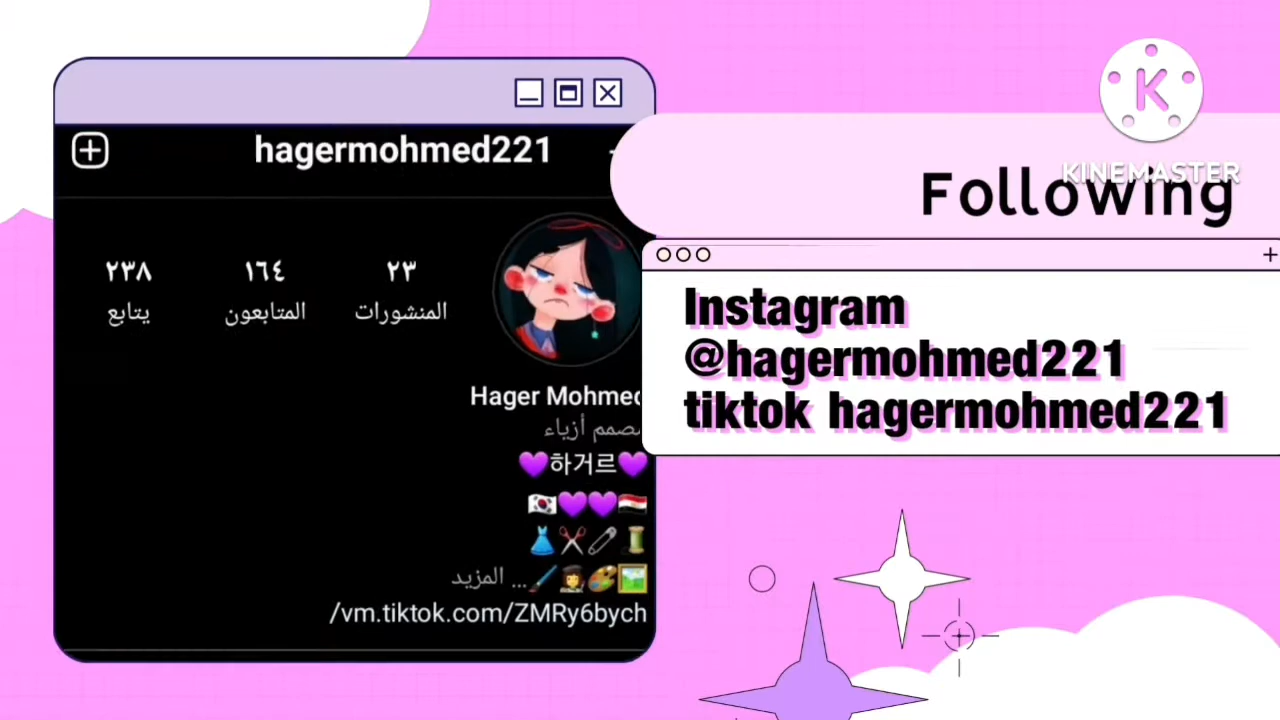 hagermohmed221
٢٣ ١٦٤ ٢٣٨
المنشورات المتابعون يتابع
Hager Mohmed
مصمم أزياء
💜하거르💜
🇪🇬💜💜🇰🇷
🧵🧷✂️👗
🖼️🎨👩‍🎓🖌️... المزيد
/vm.tiktok.com/ZMRy6bych
K
KINEMASTER
Following
Instagram
@hagermohmed221
tiktok hagermohmed221